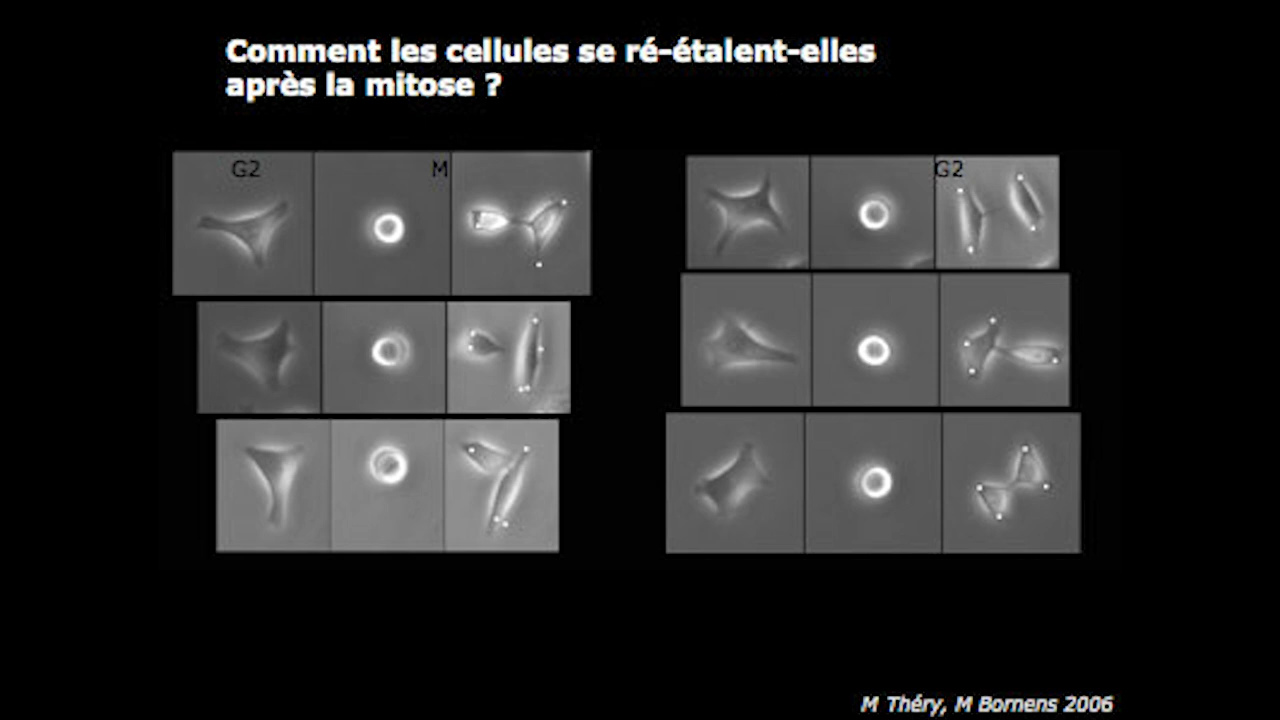 Comment les cellules se ré-étalent-elles
après la mitose ?
G2 M G2
M Théry, M Bornens 2006